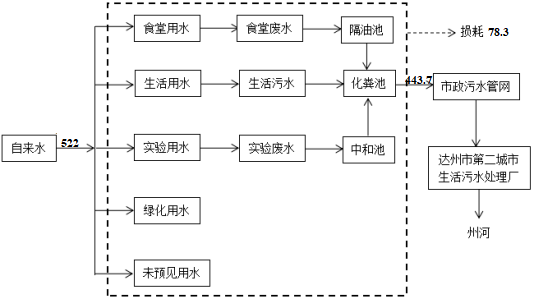 食堂用水
食堂废水
隔油池
损耗 78.3
生活用水
生活污水
化粪池
443.7
市政污水管网
自来水
522
实验用水
实验废水
中和池
达州市第二城市
生活污水处理厂
绿化用水
州河
未预见用水